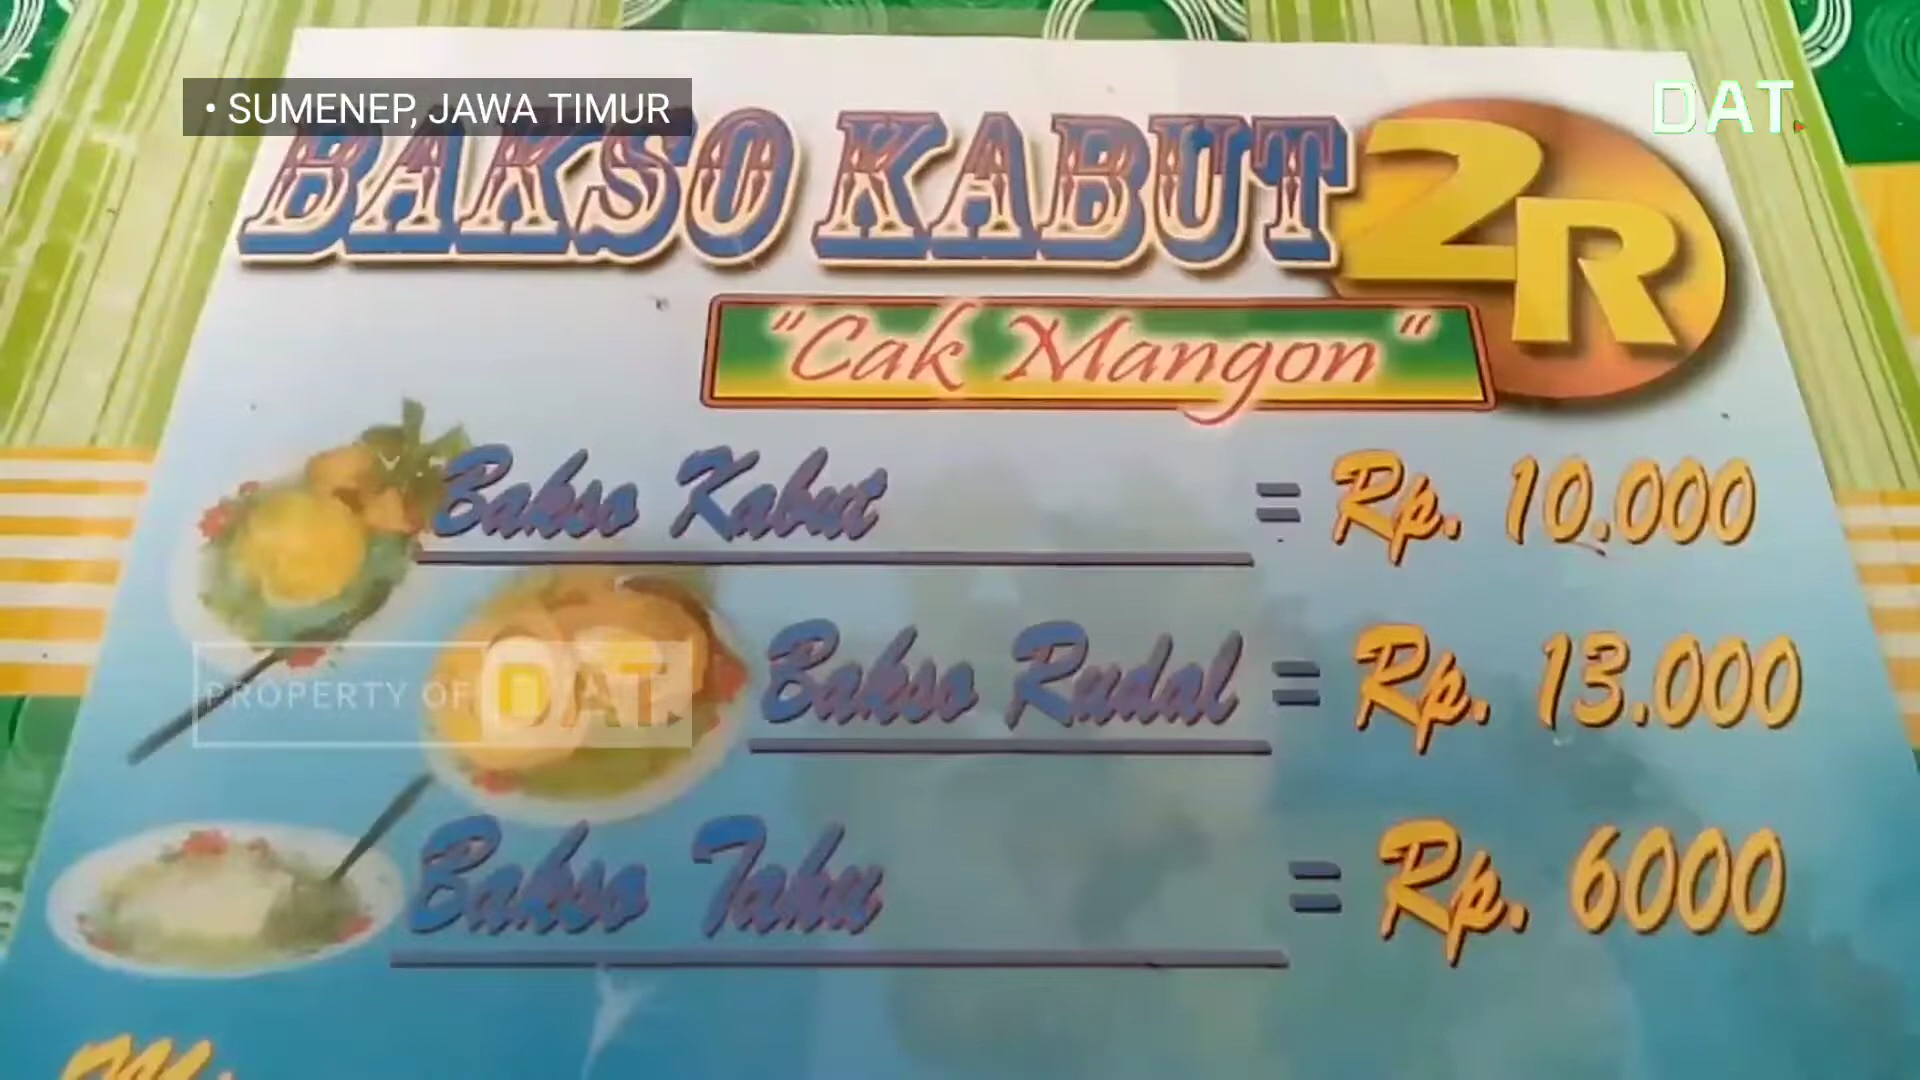 • SUMENEP, JAWA TIMUR
DAT
BAKSO KABUT 2R
"Cak Mangon"
Bakso Kabut = Rp. 10.000
Bakso Rudal = Rp. 13.000
PROPERTY OF DAT
Bakso Tahu = Rp. 6000